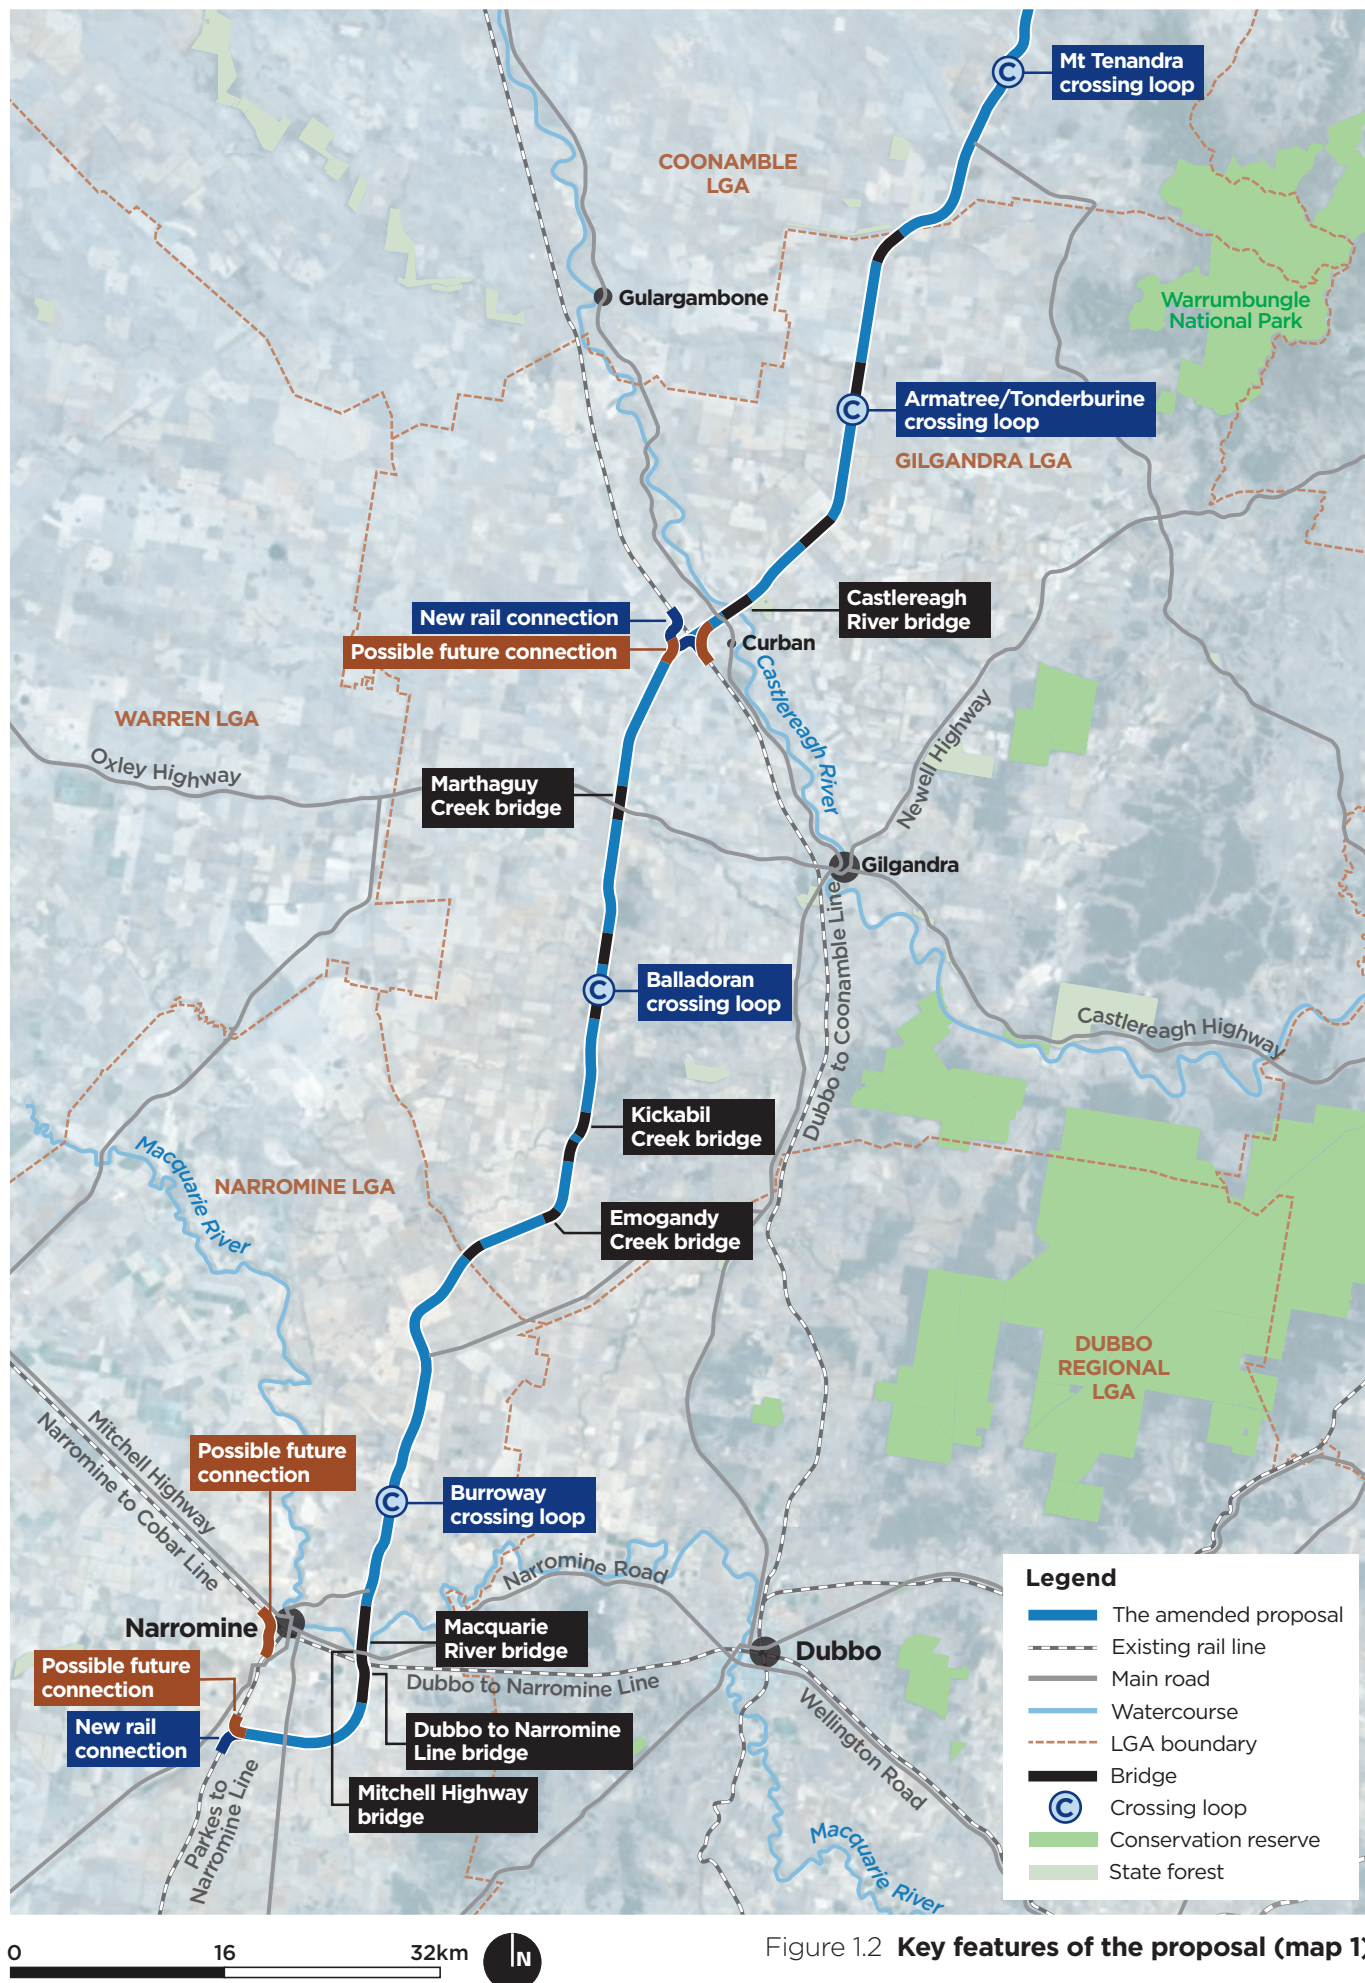 Mt Tenandra
crossing loop
COONAMBLE
LGA
Gulargambone
Warrumbungle
National Park
Armatree/Tonderburine
crossing loop
GILGANDRA LGA
Castlereagh
River bridge
New rail connection
Possible future connection
Curban
Castlereagh River
WARREN LGA
Oxley Highway
Newell Highway
Marthaguy
Creek bridge
Gilgandra
Dubbo to Coonamble Line
Balladoran
crossing loop
Castlereagh Highway
Kickabil
Creek bridge
Macquarie River
NARROMINE LGA
Emogandy
Creek bridge
DUBBO
REGIONAL
LGA
Mitchell Highway
Narromine to Cobar Line
Possible future
connection
Burroway
crossing loop
Narromine Road
Narromine
Macquarie
River bridge
Dubbo
Possible future
connection
Dubbo to Narromine Line
New rail
connection
Dubbo to Narromine
Line bridge
Wellington Road
Mitchell Highway
bridge
Parkes to
Narromine Line
Macquarie River
Legend
The amended proposal
Existing rail line
Main road
Watercourse
LGA boundary
Bridge
C Crossing loop
Conservation reserve
State forest
C
C
C
C
0 16 32km
N
Figure 1.2 Key features of the proposal (map 1)